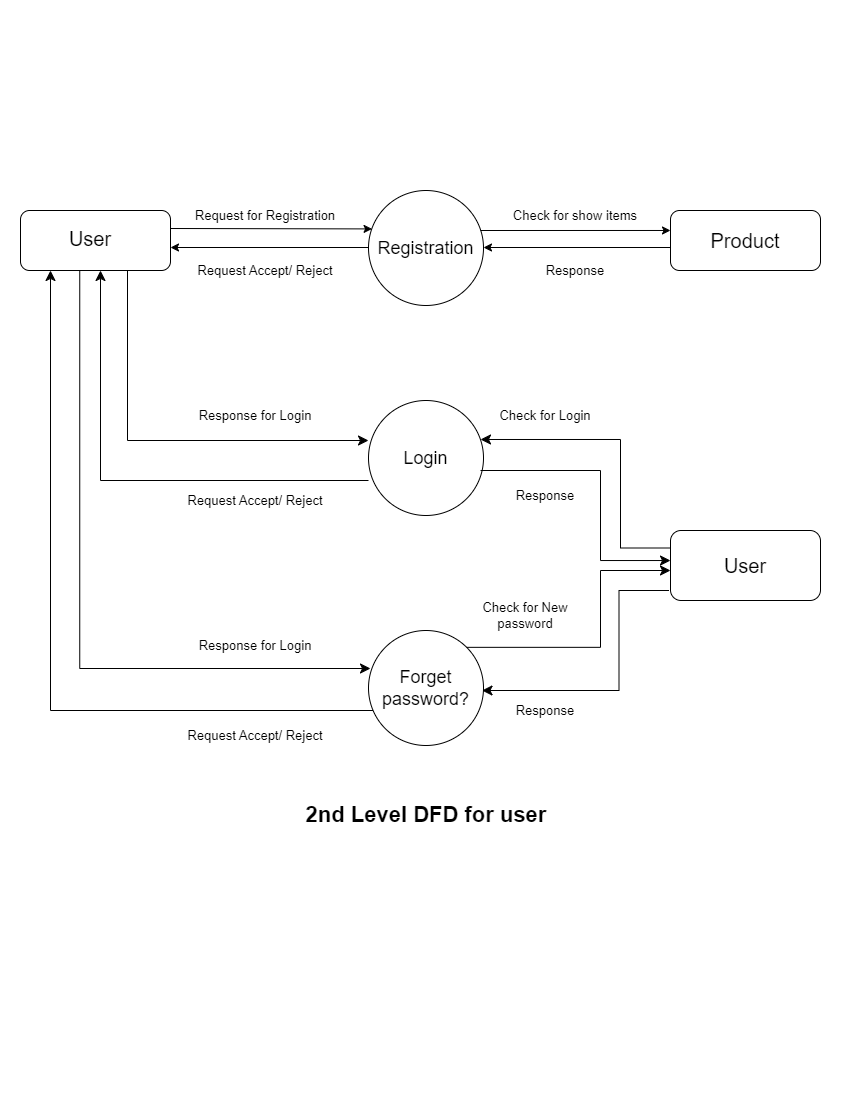 Request for Registration
Check for show items
User
Registration
Product
Request Accept/ Reject
Response
Response for Login
Check for Login
Login
Request Accept/ Reject
Response
User
Check for New
password
Response for Login
Forget
password?
Response
Request Accept/ Reject
2nd Level DFD for user